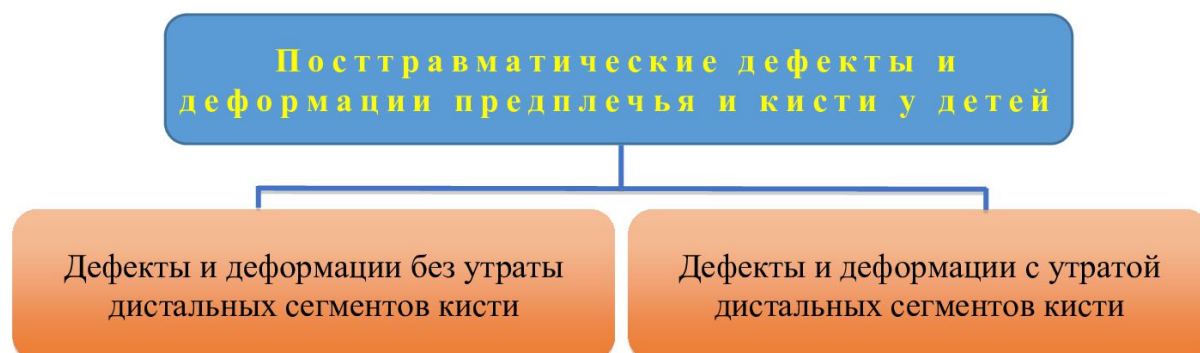 Посттравматические дефекты и
деформации предплечья и кисти у детей
Дефекты и деформации без утраты
дистальных сегментов кисти
Дефекты и деформации с утратой
дистальных сегментов кисти